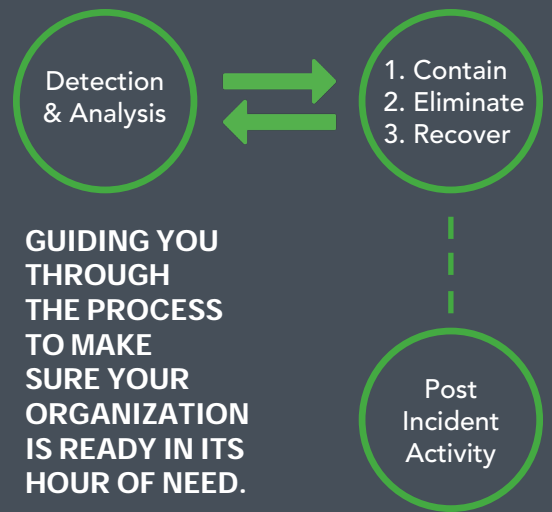 Detection
& Analysis
1. Contain
2. Eliminate
3. Recover
GUIDING YOU
THROUGH
THE PROCESS
TO MAKE
SURE YOUR
ORGANIZATION
IS READY IN ITS
HOUR OF NEED.
Post
Incident
Activity